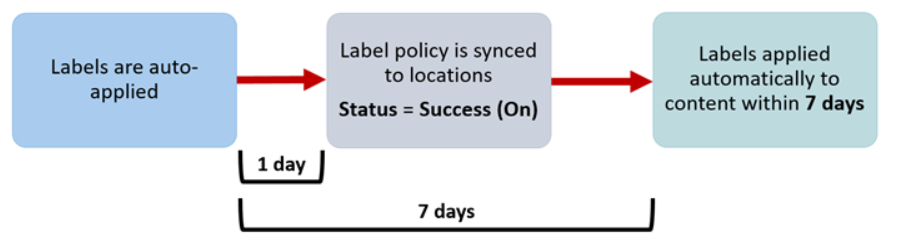 Labels are auto-
applied
Label policy is synced
to locations
Status = Success (On)
Labels applied
automatically to
content within 7 days
1 day
7 days